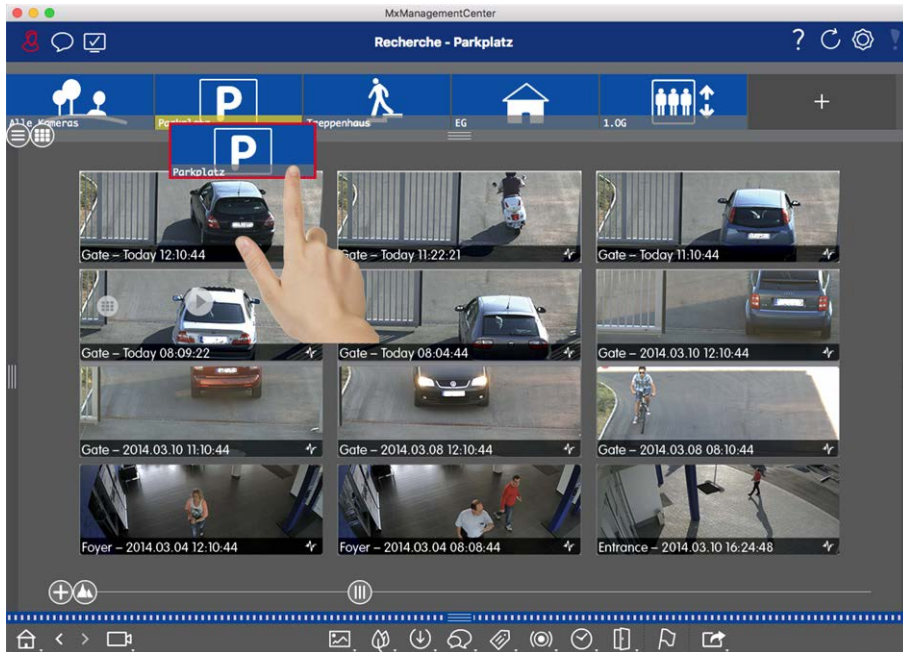 MxManagementCenter
Recherche - Parkplatz
?
P
Alle Kameras
Parkplatz
Treppenhaus
EG
1.OG
+
P
Parkplatz
Gate – Today 12:10:44
Gate – Today 11:22:21
Gate – Today 11:10:44
Gate – Today 08:09:22
Gate – Today 08:04:44
Gate – 2014.03.10 12:10:44
Gate – 2014.03.10 11:10:44
Gate – 2014.03.08 12:10:44
Gate – 2014.03.08 08:10:44
Foyer – 2014.03.04 12:10:44
Foyer – 2014.03.04 08:08:44
Entrance – 2014.03.10 16:24:48